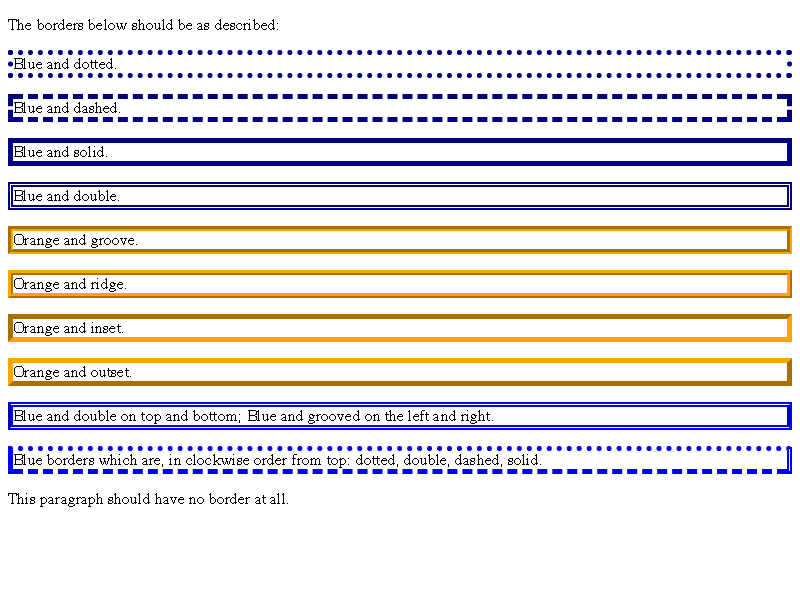 The borders below should be as described:
Blue and dotted.
Blue and dashed.
Blue and solid.
Blue and double.
Orange and groove.
Orange and ridge.
Orange and inset.
Orange and outset.
Blue and double on top and bottom; Blue and grooved on the left and right.
Blue borders which are, in clockwise order from top: dotted, double, dashed, solid.
This paragraph should have no border at all.